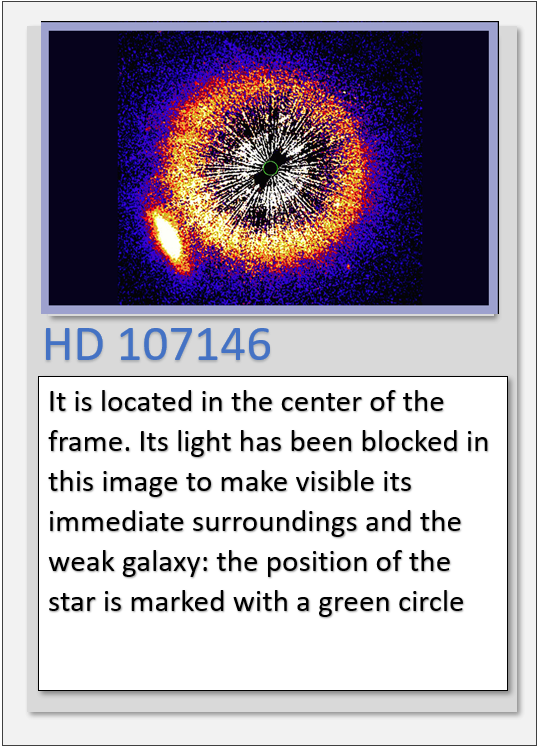 HD 107146
It is located in the center of the
frame. Its light has been blocked in
this image to make visible its
immediate surroundings and the
weak galaxy: the position of the
star is marked with a green circle